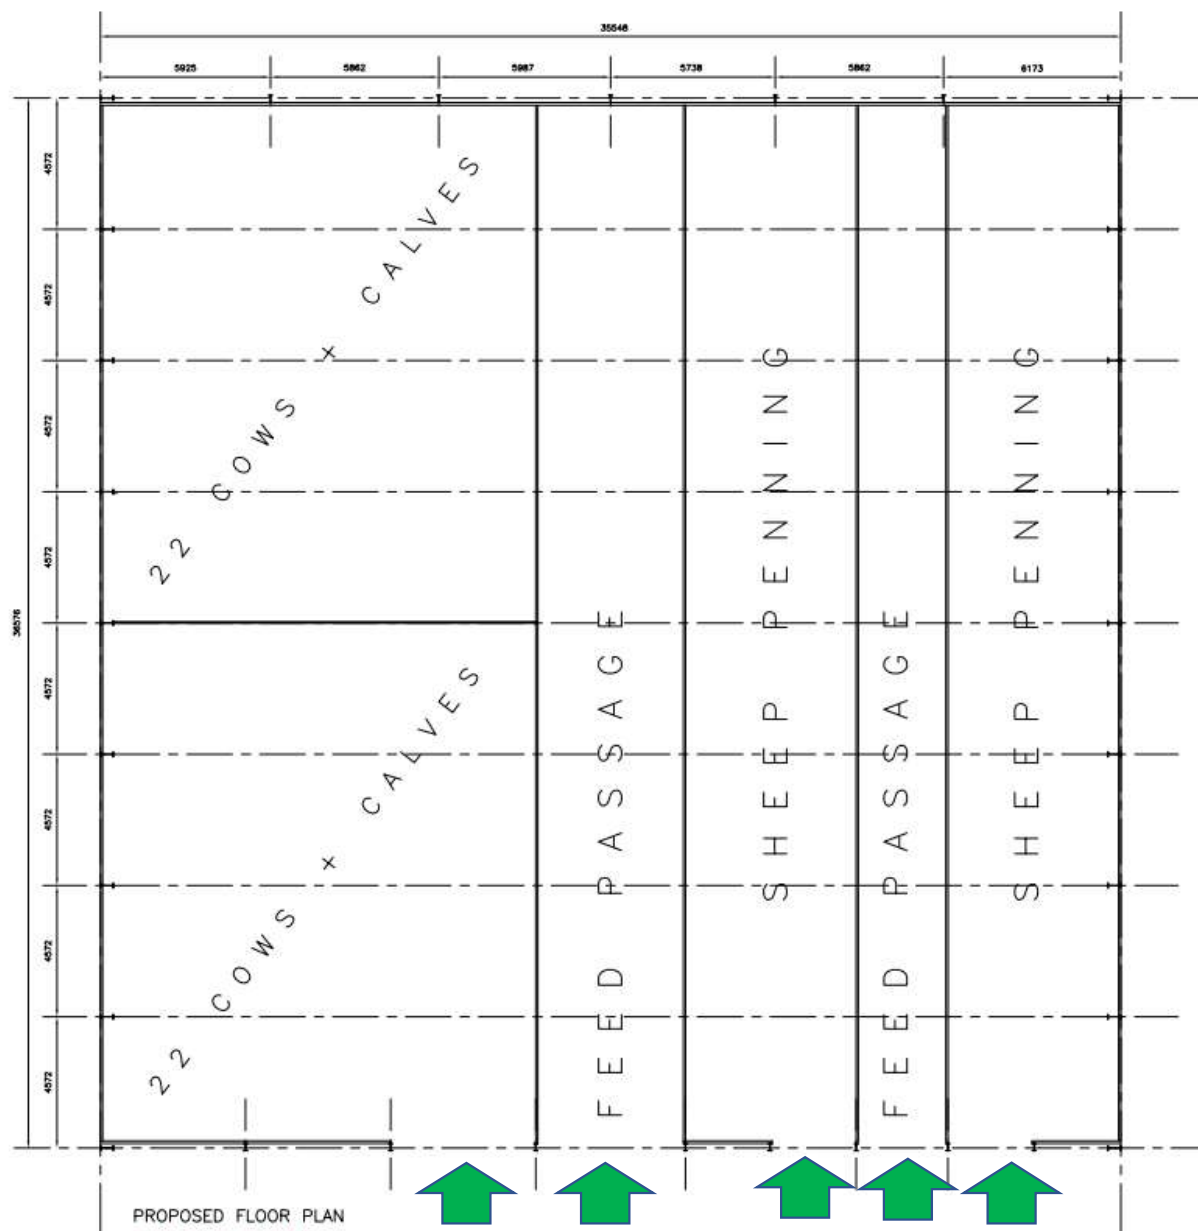 35548
5925 5862 5987 5738 5862 6173
4572
4572
4572
4572
4572
4572
4572
4572
36576
22 COWS × CALVES
22 COWS × CALVES
FEED PASSAGE
SHEEP PENNING
FEED PASSAGE
SHEEP PENNING
PROPOSED FLOOR PLAN